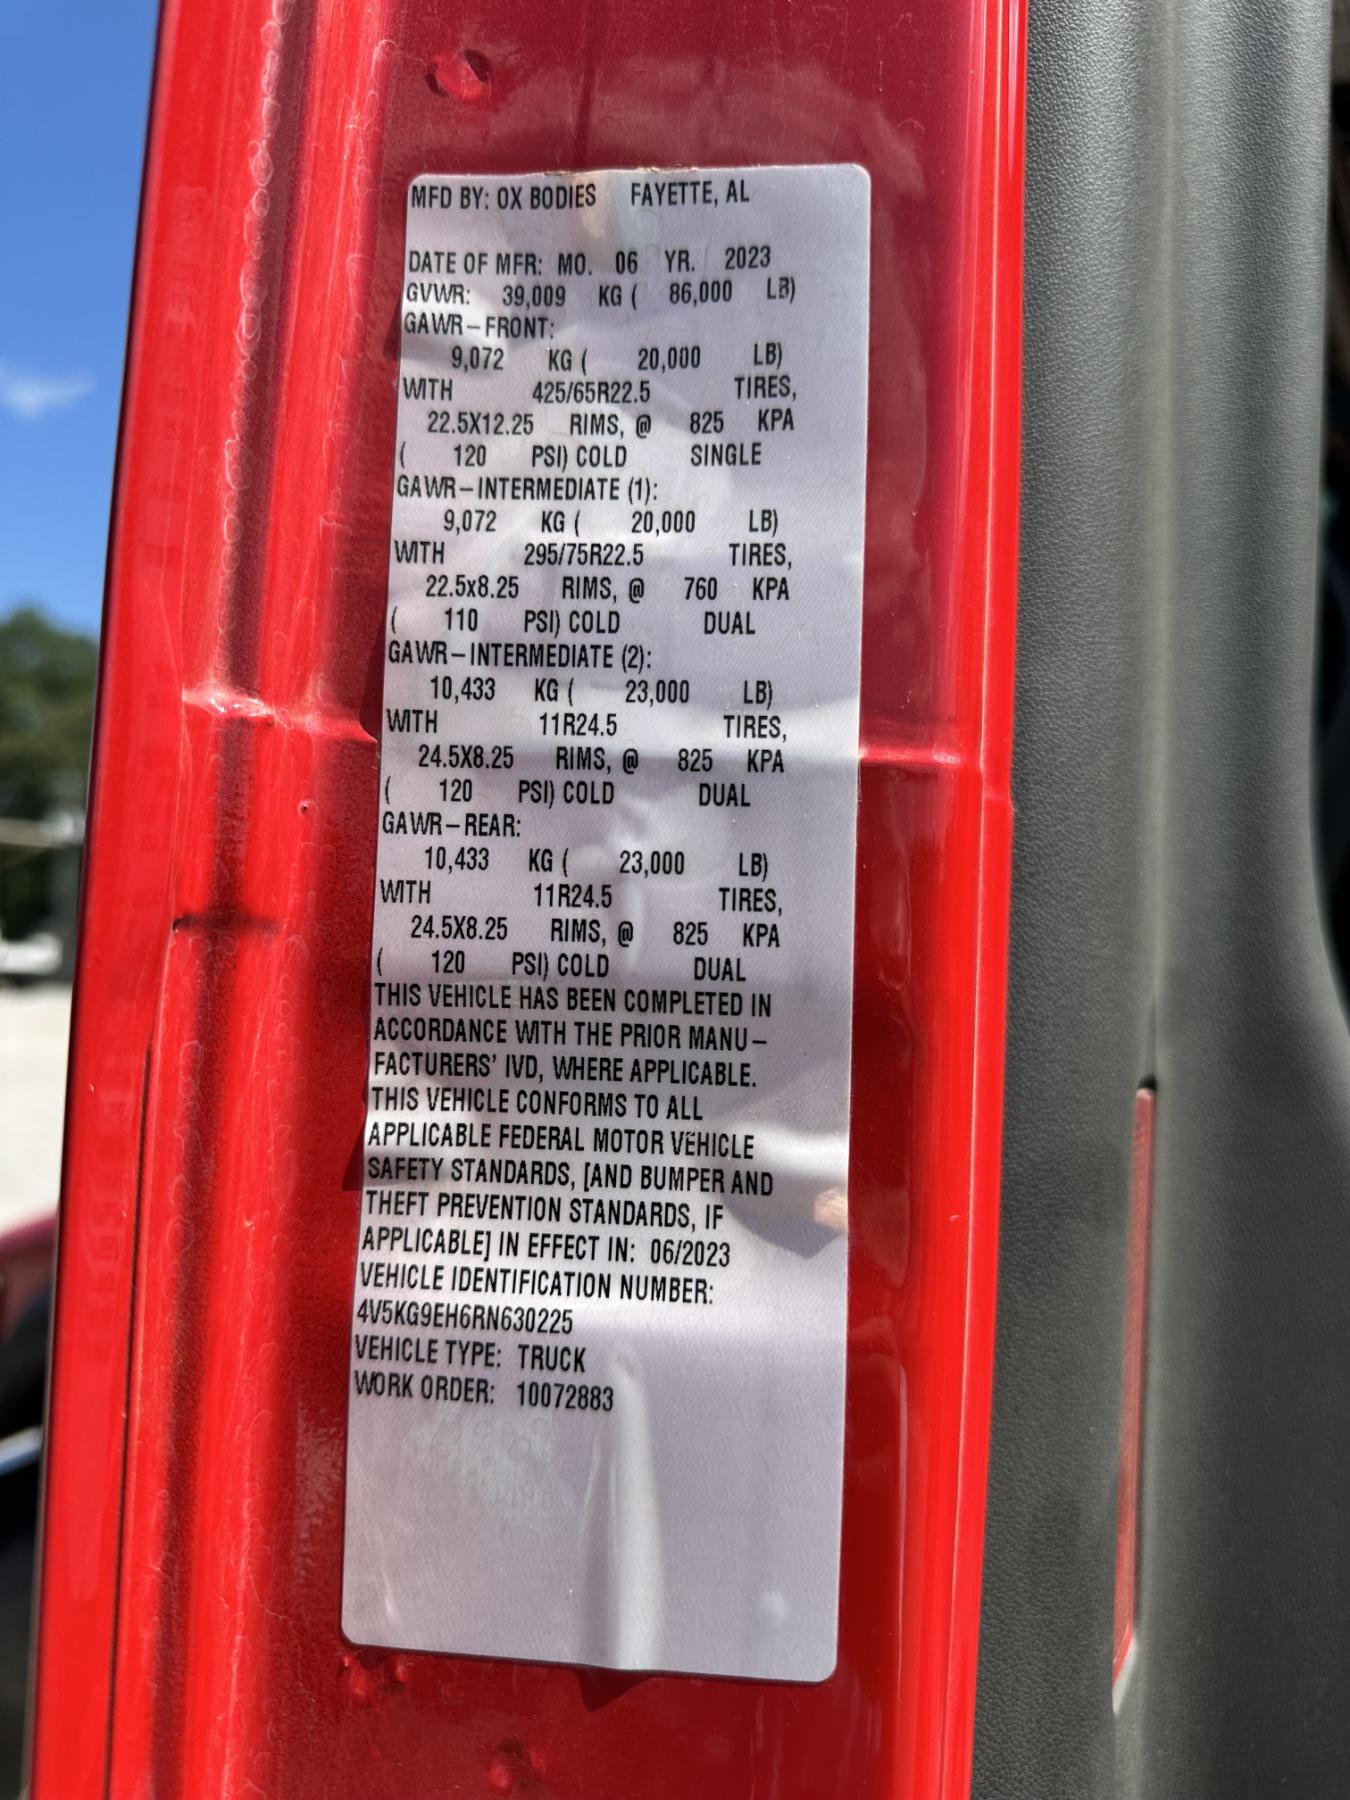 MFD BY: OX BODIES FAYETTE, AL
DATE OF MFR: MO. 06 YR. 2023
GVWR: 39,009 KG ( 86,000 LB)
GAWR-FRONT:
9,072 KG ( 20,000 LB)
WITH 425/65R22.5 TIRES,
22.5X12.25 RIMS, @ 825 KPA
( 120 PSI) COLD SINGLE
GAWR-INTERMEDIATE (1):
9,072 KG ( 20,000 LB)
WITH 295/75R22.5 TIRES,
22.5x8.25 RIMS, @ 760 KPA
( 110 PSI) COLD DUAL
GAWR-INTERMEDIATE (2):
10,433 KG ( 23,000 LB)
WITH 11R24.5 TIRES,
24.5X8.25 RIMS, @ 825 KPA
( 120 PSI) COLD DUAL
GAWR-REAR:
10,433 KG ( 23,000 LB)
WITH 11R24.5 TIRES,
24.5X8.25 RIMS, @ 825 KPA
( 120 PSI) COLD DUAL
THIS VEHICLE HAS BEEN COMPLETED IN
ACCORDANCE WITH THE PRIOR MANU-
FACTURERS' IVD, WHERE APPLICABLE.
THIS VEHICLE CONFORMS TO ALL
APPLICABLE FEDERAL MOTOR VEHICLE
SAFETY STANDARDS, [AND BUMPER AND
THEFT PREVENTION STANDARDS, IF
APPLICABLE] IN EFFECT IN: 06/2023
VEHICLE IDENTIFICATION NUMBER:
4V5KG9EH6RN630225
VEHICLE TYPE: TRUCK
WORK ORDER: 10072883